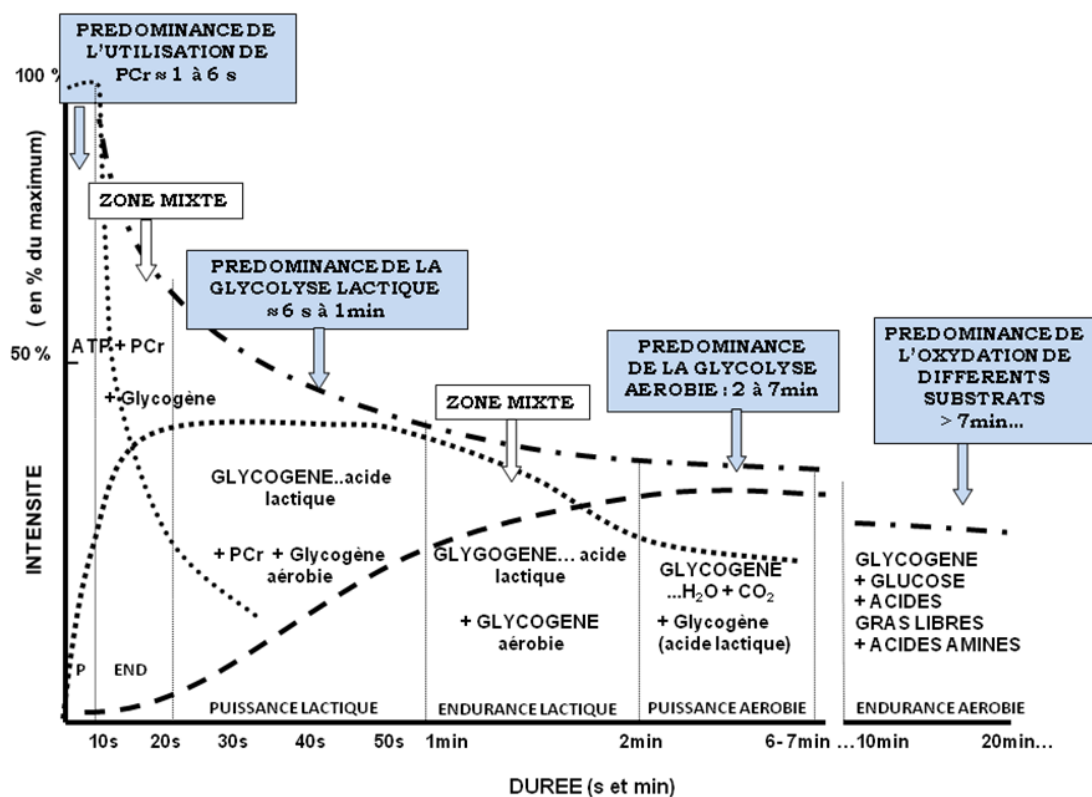 PREDOMINANCE DE
L'UTILISATION DE
PCr ≈ 1 à 6 s
100 %
INTENSITE ( en % du maximum)
ZONE MIXTE
PREDOMINANCE DE LA
GLYCOLYSE LACTIQUE
≈ 6 s à 1min
50 %
ATP + PCr
+ Glycogène
PREDOMINANCE
DE LA GLYCOLYSE
AEROBIE : 2 à 7min
PREDOMINANCE DE
L'OXYDATION DE
DIFFERENTS
SUBSTRATS
> 7min...
ZONE MIXTE
GLYCOGENE..acide
lactique
+ PCr + Glycogène
aérobie
GLYGOGENE... acide
lactique
+ GLYCOGENE
aérobie
GLYCOGENE
...H₂O + CO₂
+ Glycogène
(acide lactique)
GLYCOGENE
+ GLUCOSE
+ ACIDES
GRAS LIBRES
+ ACIDES AMINES
P END
PUISSANCE LACTIQUE ENDURANCE LACTIQUE PUISSANCE AEROBIE ENDURANCE AEROBIE
10s 20s 30s 40s 50s 1min 2min 6-7min ...10min 20min...
DUREE (s et min)